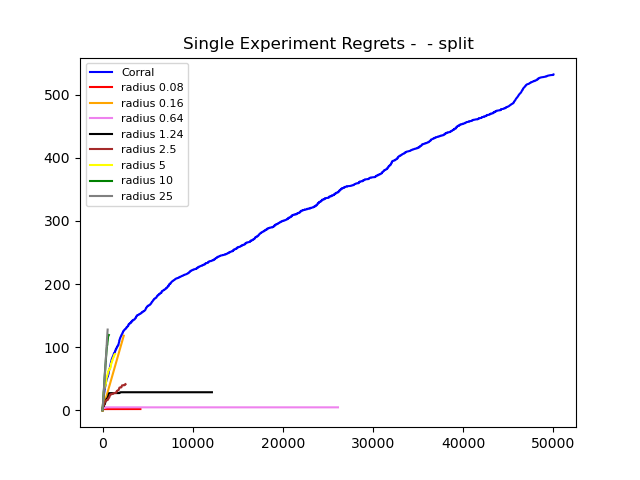 Single Experiment Regrets -  - split
Corral
radius 0.08
radius 0.16
radius 0.64
radius 1.24
radius 2.5
radius 5
radius 10
radius 25
500
400
300
200
100
0
0 10000 20000 30000 40000 50000